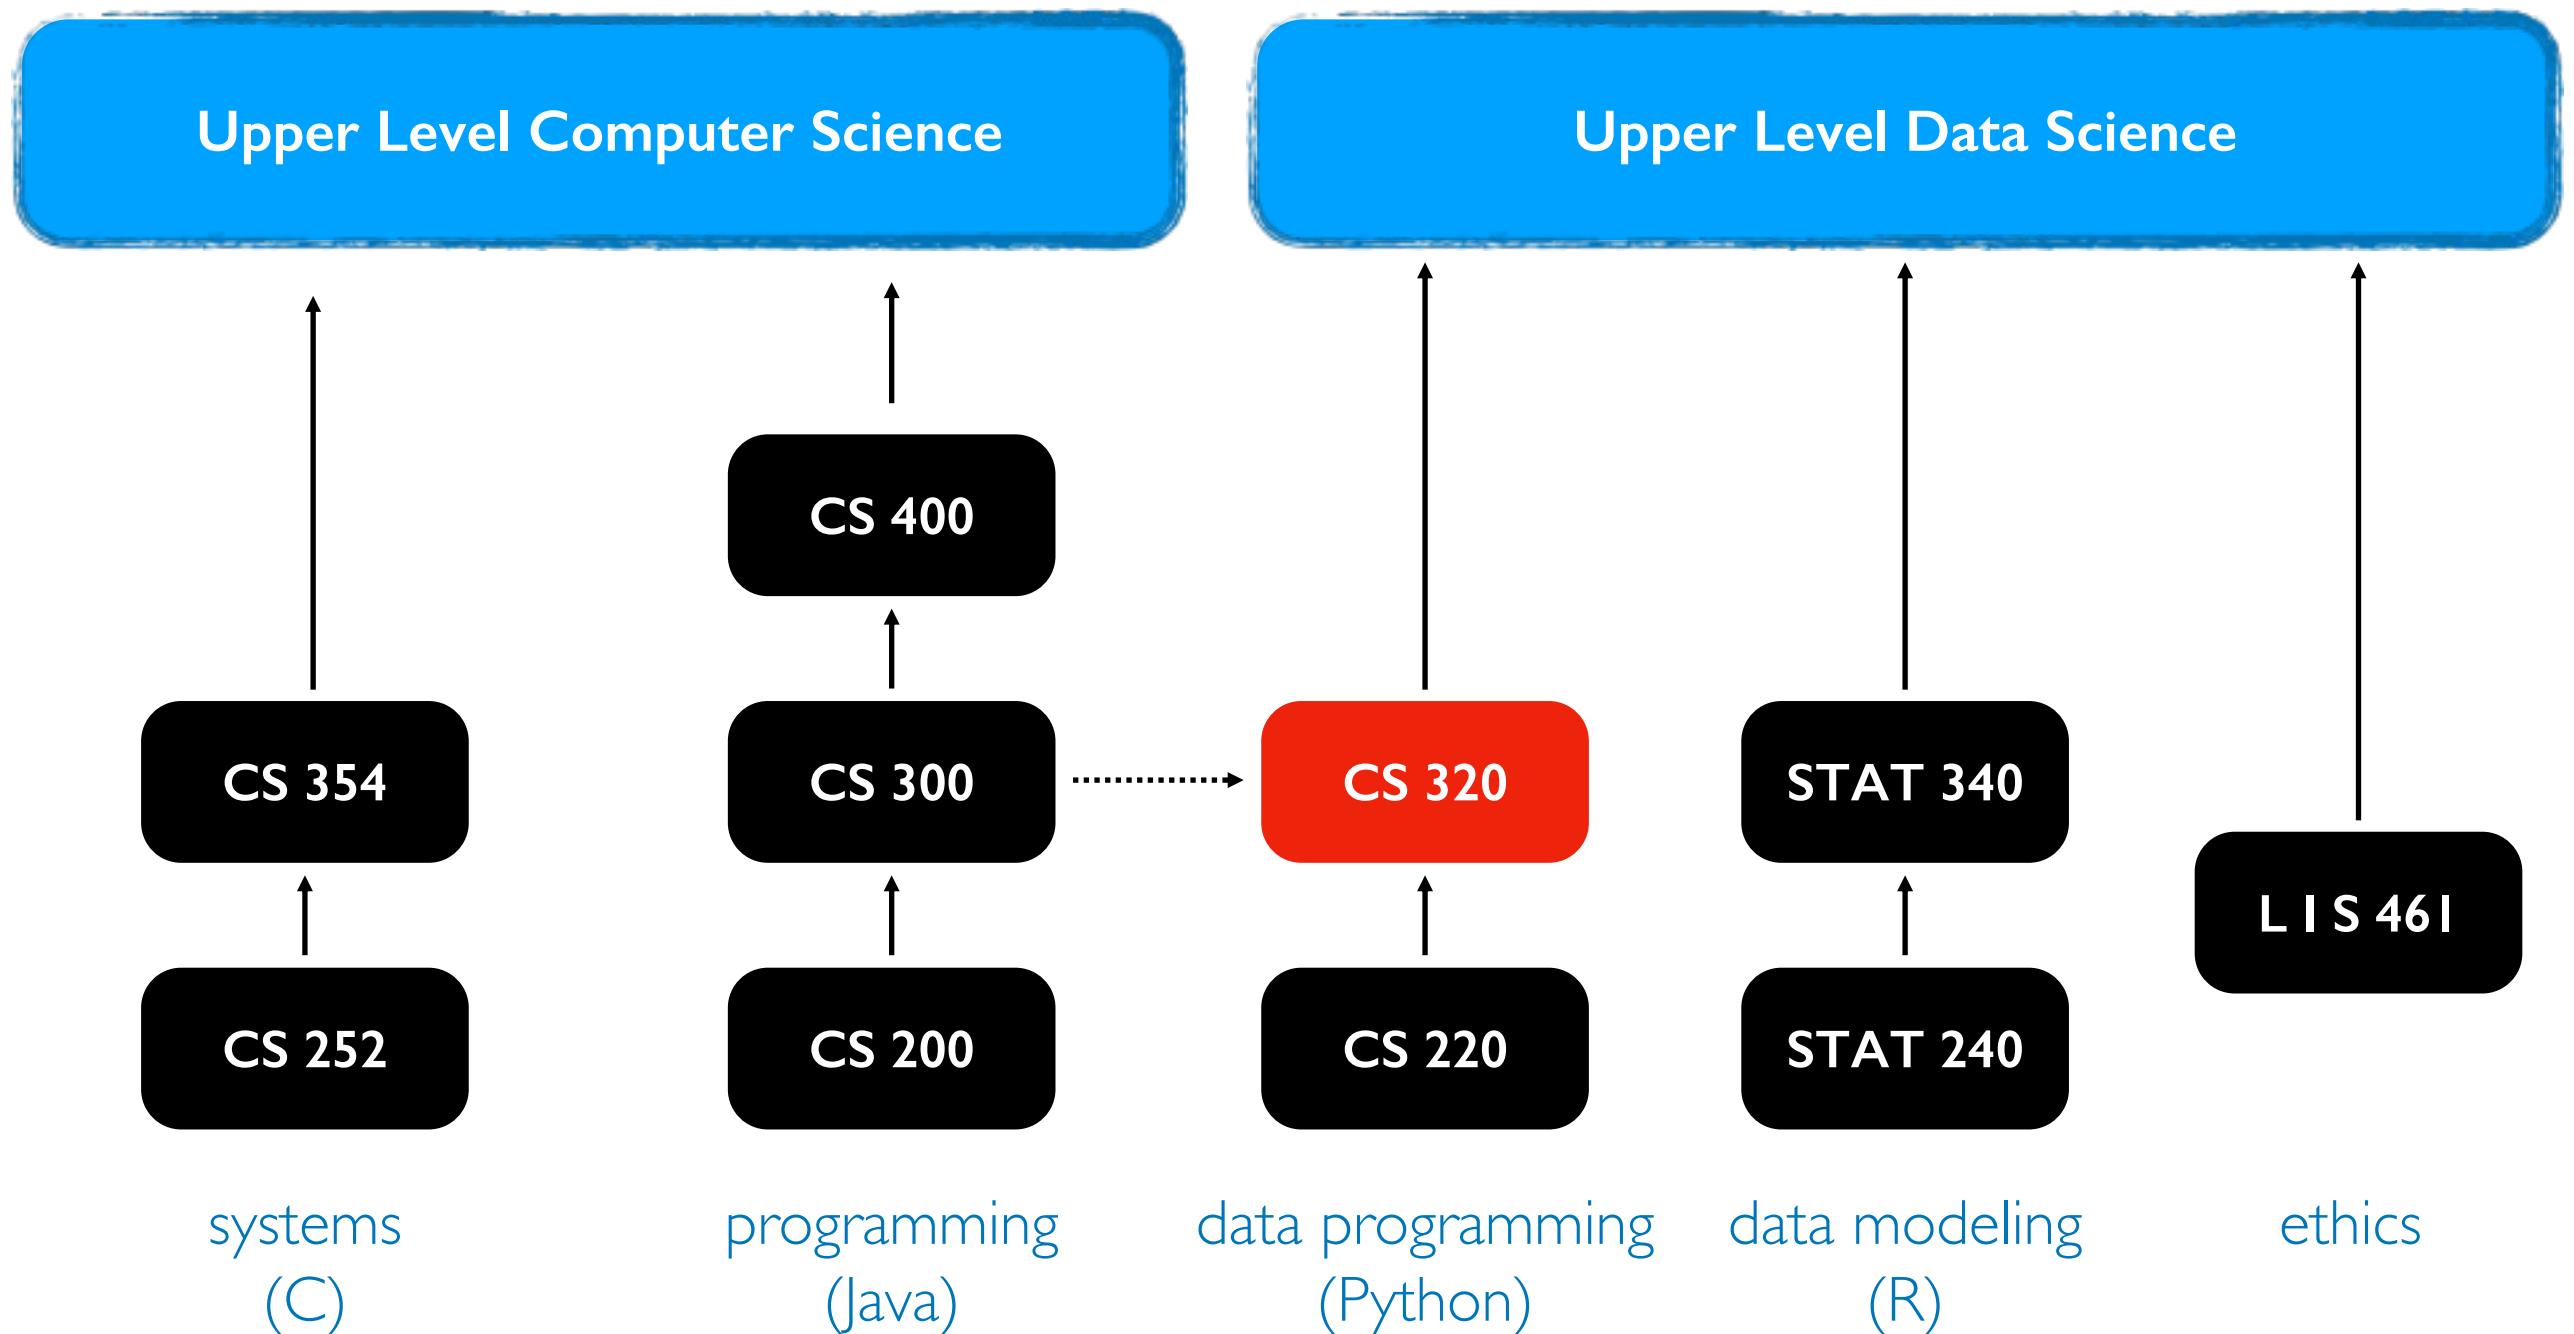 Upper Level Computer Science
Upper Level Data Science
CS 400
CS 354
CS 300
CS 320
STAT 340
L I S 461
CS 252
CS 200
CS 220
STAT 240
systems
(C)
programming
(Java)
data programming
(Python)
data modeling
(R)
ethics